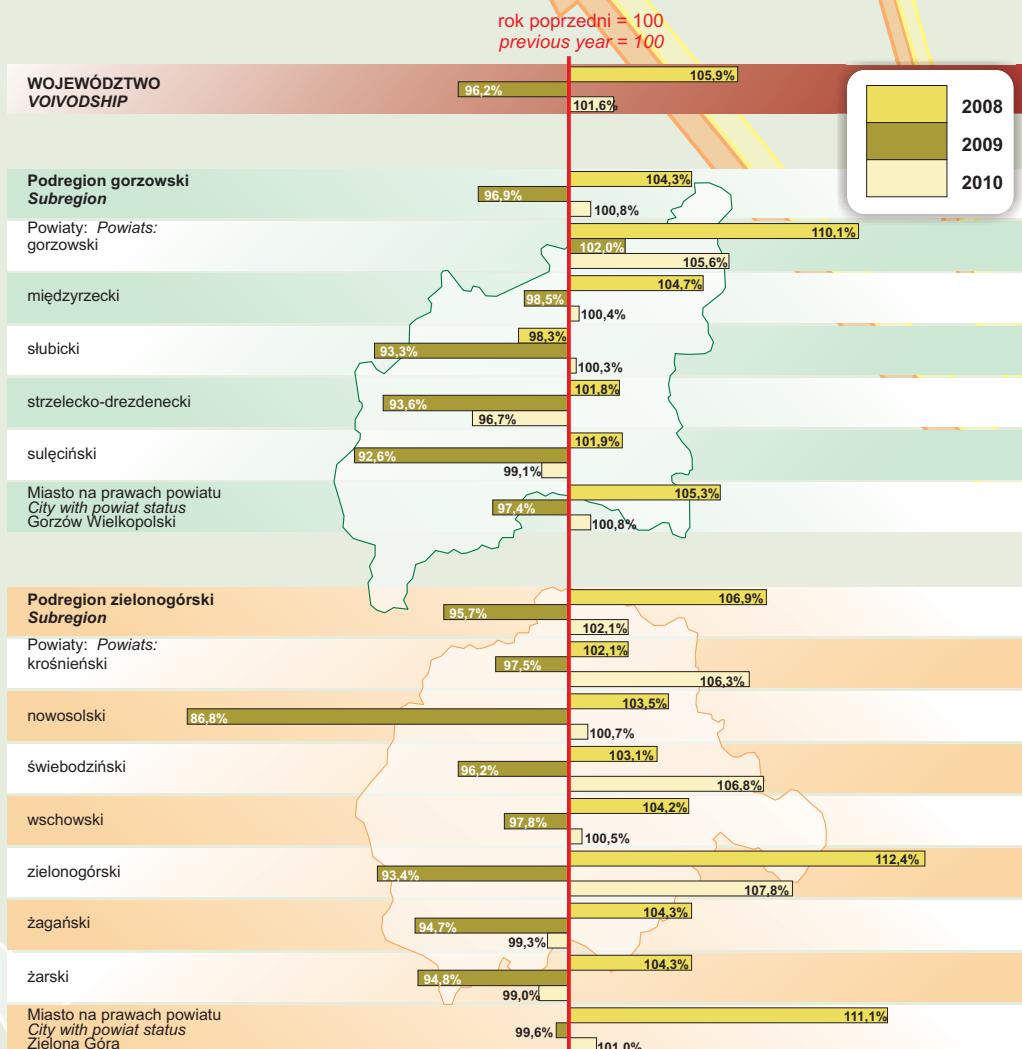 rok poprzedni = 100
previous year = 100
WOJEWÓDZTWO
VOIVODSHIP
105,9%
96,2%
101,6%
2008
2009
2010
Podregion gorzowski
Subregion
104,3%
96,9%
100,8%
Powiaty: Powiats:
gorzowski
110,1%
102,0%
105,6%
międzyrzecki
104,7%
98,5%
100,4%
słubicki
98,3%
93,3%
100,3%
strzelecko-drezdenecki
101,8%
93,6%
96,7%
sulęciński
101,9%
92,6%
99,1%
Miasto na prawach powiatu
City with powiat status
Gorzów Wielkopolski
105,3%
97,4%
100,8%
Podregion zielonogórski
Subregion
106,9%
95,7%
102,1%
Powiaty: Powiats:
krośnieński
102,1%
97,5%
106,3%
nowosolski
103,5%
86,8%
100,7%
świebodziński
103,1%
96,2%
106,8%
wschowski
104,2%
97,8%
100,5%
zielonogórski
112,4%
93,4%
107,8%
żagański
104,3%
94,7%
99,3%
żarski
104,3%
94,8%
99,0%
Miasto na prawach powiatu
City with powiat status
Zielona Góra
111,1%
99,6%
101,0%